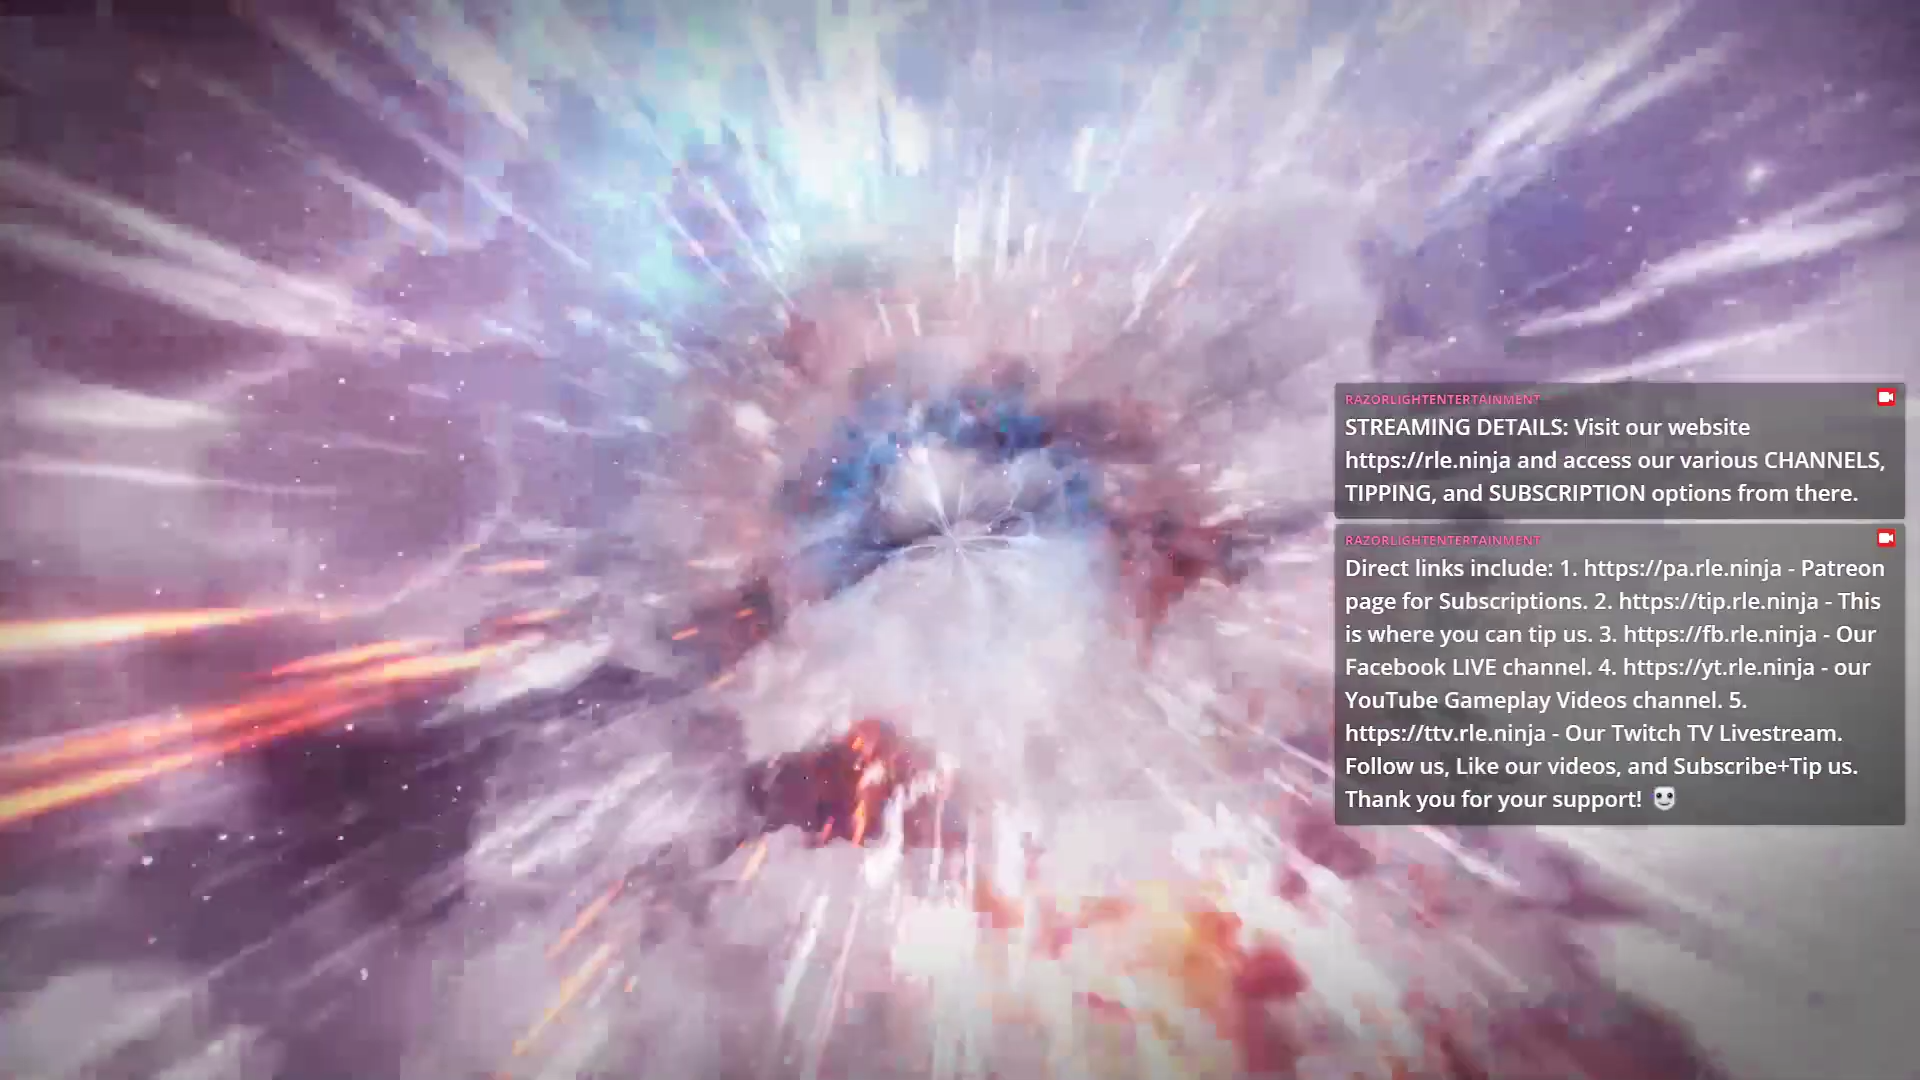 RAZORLIGHTENTERTAINMENT
STREAMING DETAILS: Visit our website
https://rle.ninja and access our various CHANNELS,
TIPPING, and SUBSCRIPTION options from there.
RAZORLIGHTENTERTAINMENT
Direct links include: 1. https://pa.rle.ninja - Patreon
page for Subscriptions. 2. https://tip.rle.ninja - This
is where you can tip us. 3. https://fb.rle.ninja - Our
Facebook LIVE channel. 4. https://yt.rle.ninja - our
YouTube Gameplay Videos channel. 5.
https://ttv.rle.ninja - Our Twitch TV Livestream.
Follow us, Like our videos, and Subscribe+Tip us.
Thank you for your support!